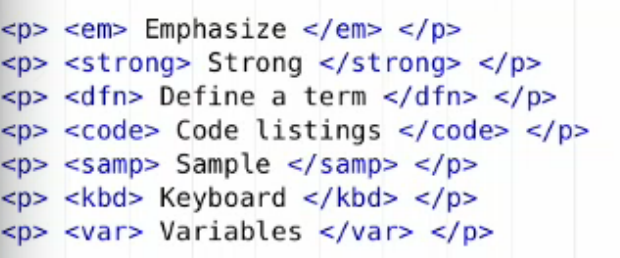 <p> <em> Emphasize </em> </p>
<p> <strong> Strong </strong> </p>
<p> <dfn> Define a term </dfn> </p>
<p> <code> Code listings </code> </p>
<p> <samp> Sample </samp> </p>
<p> <kbd> Keyboard </kbd> </p>
<p> <var> Variables </var> </p>